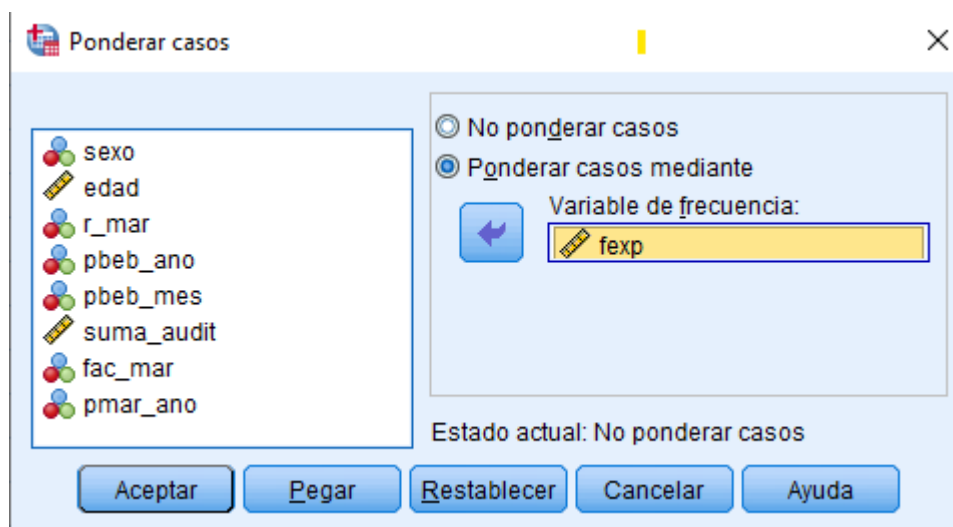 Ponderar casos
sexo
edad
r_mar
pbeb_ano
pbeb_mes
suma_audit
fac_mar
pmar_ano
No ponderar casos
Ponderar casos mediante
Variable de frecuencia:
fexp
Estado actual: No ponderar casos
Aceptar
Pegar
Restablecer
Cancelar
Ayuda